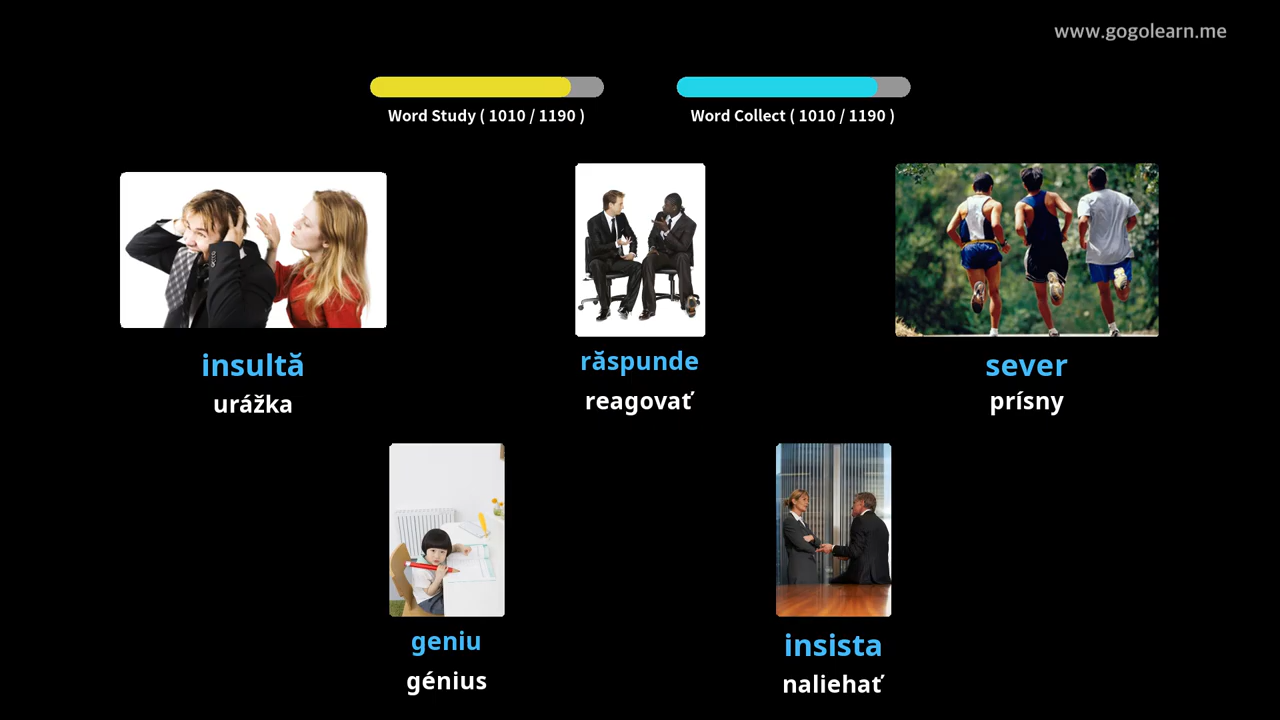 www.gogolearn.me
Word Study ( 1010 / 1190 )
Word Collect ( 1010 / 1190 )
insultă
urážka
răspunde
reagovať
sever
prísny
geniu
génius
insista
naliehať